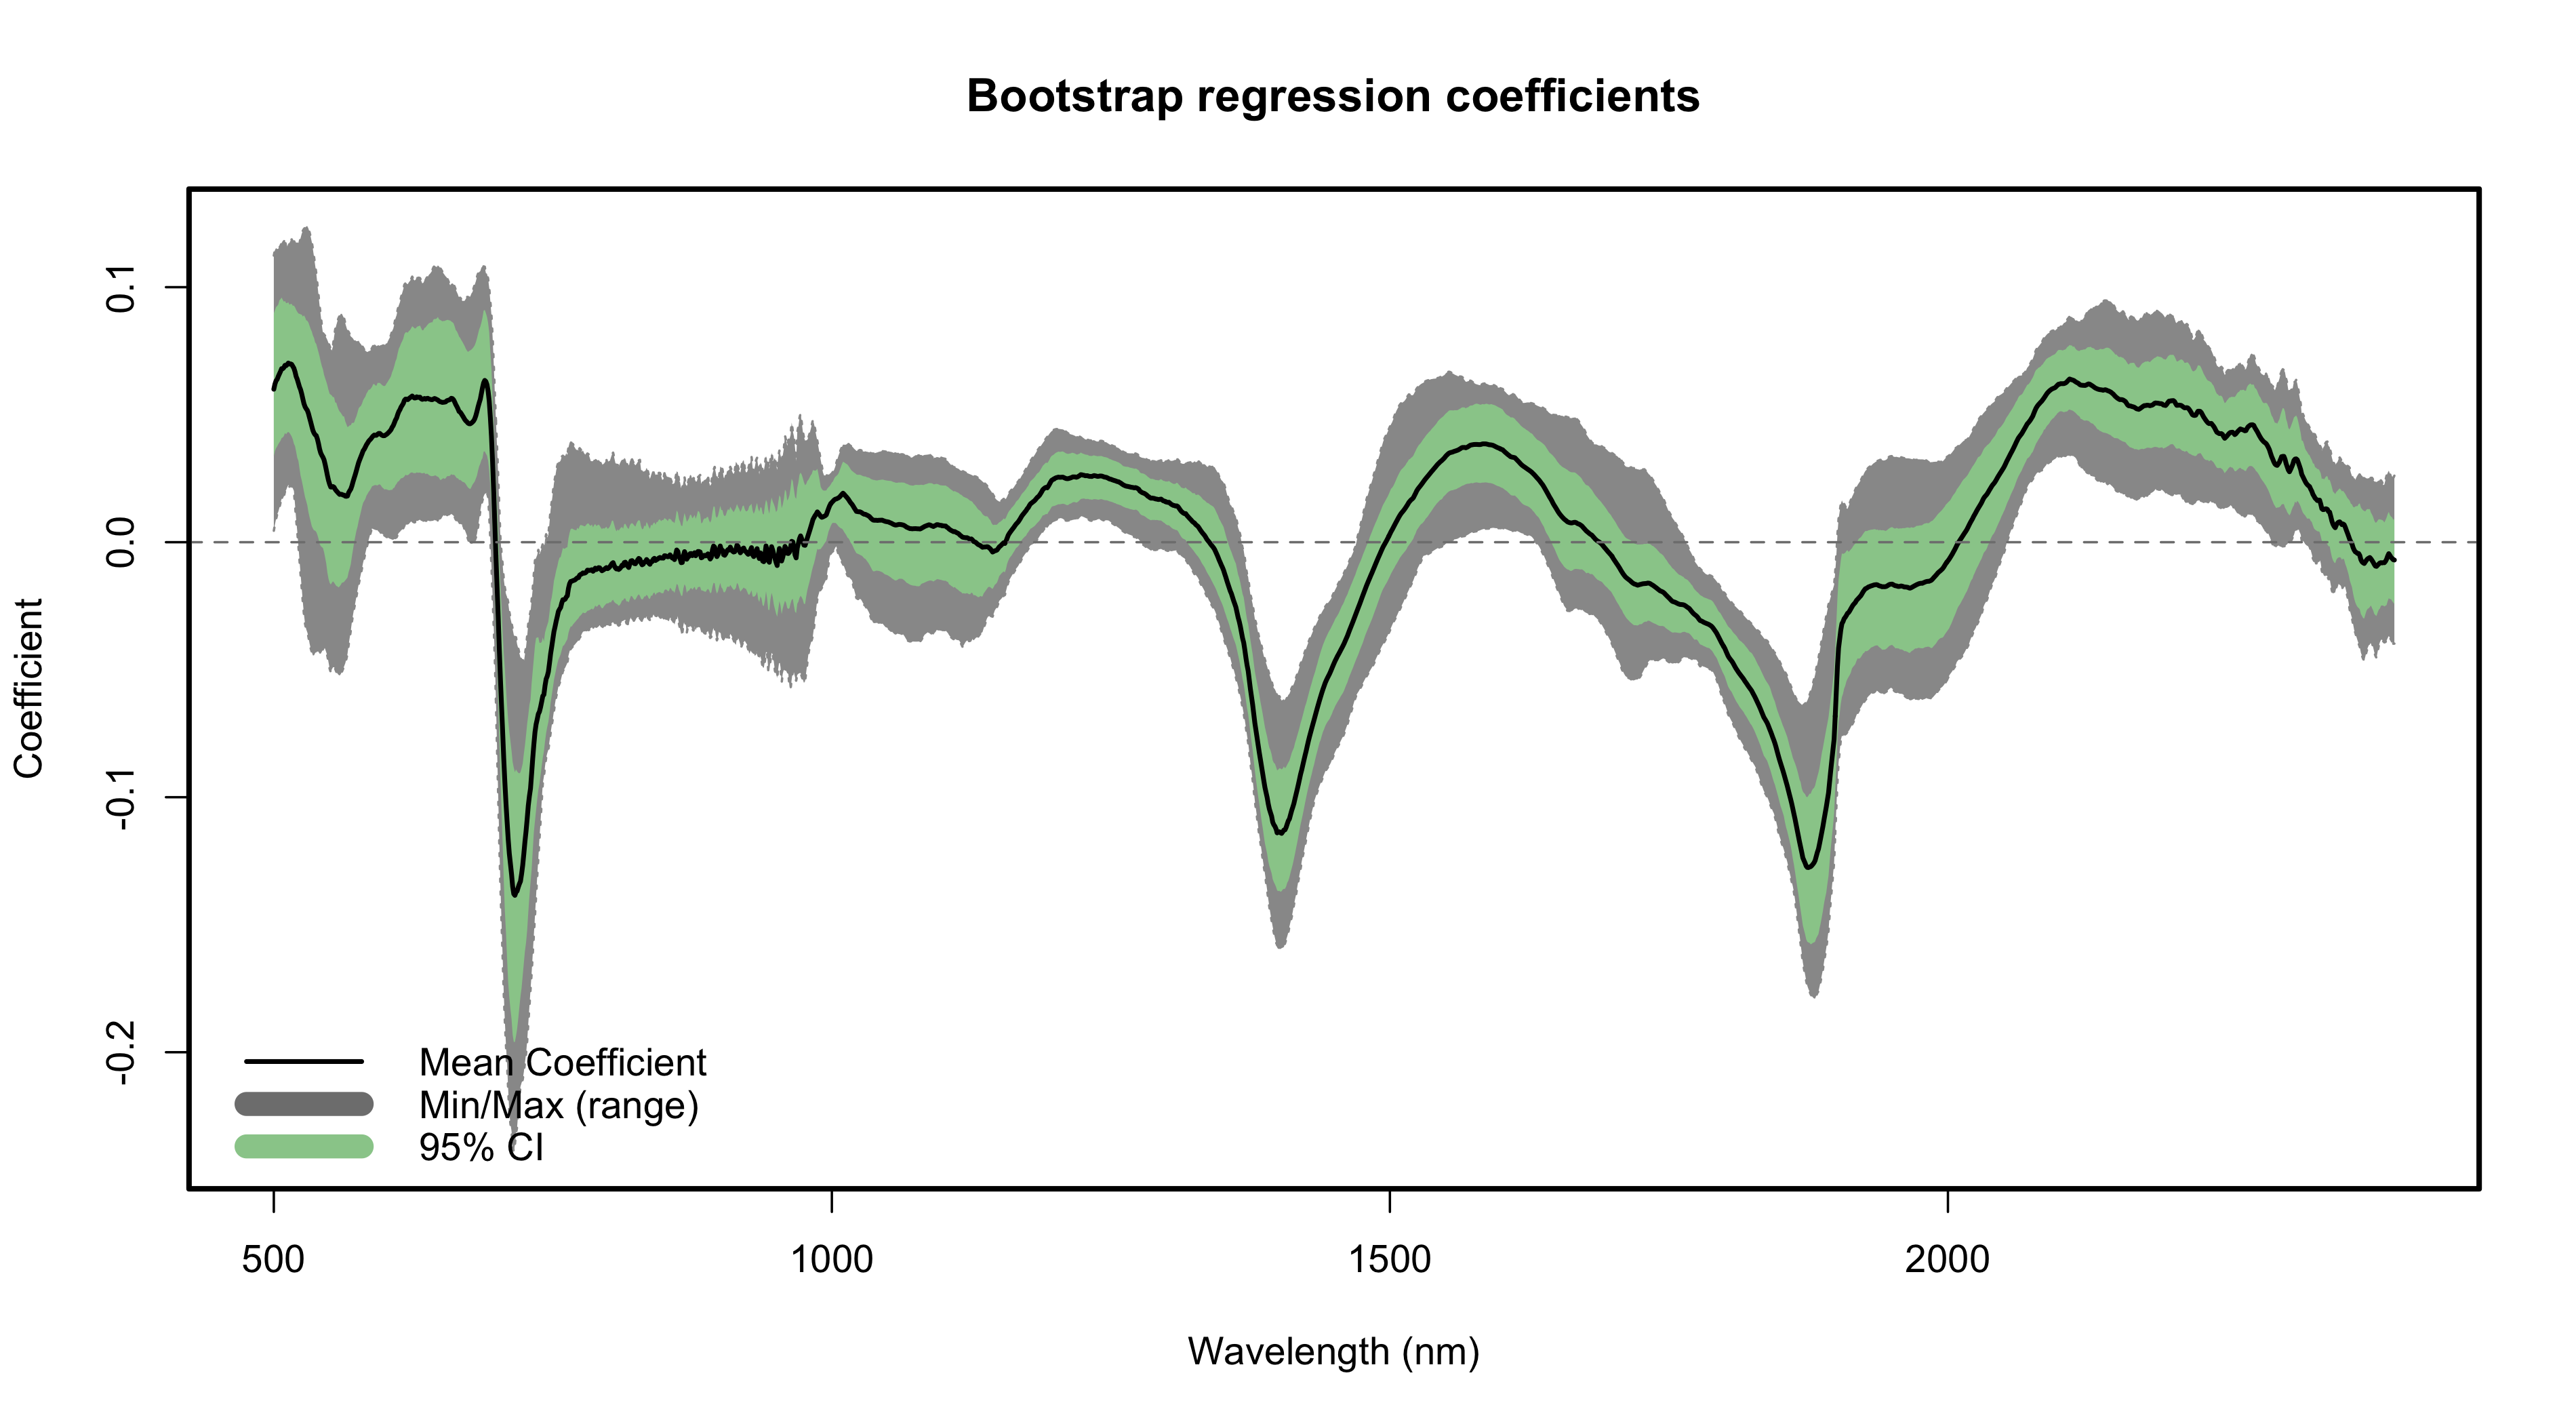 Bootstrap regression coefficients
Coefficient
0.1
0.0
-0.1
-0.2
Mean Coefficient
Min/Max (range)
95% CI
500 1000 1500 2000
Wavelength (nm)